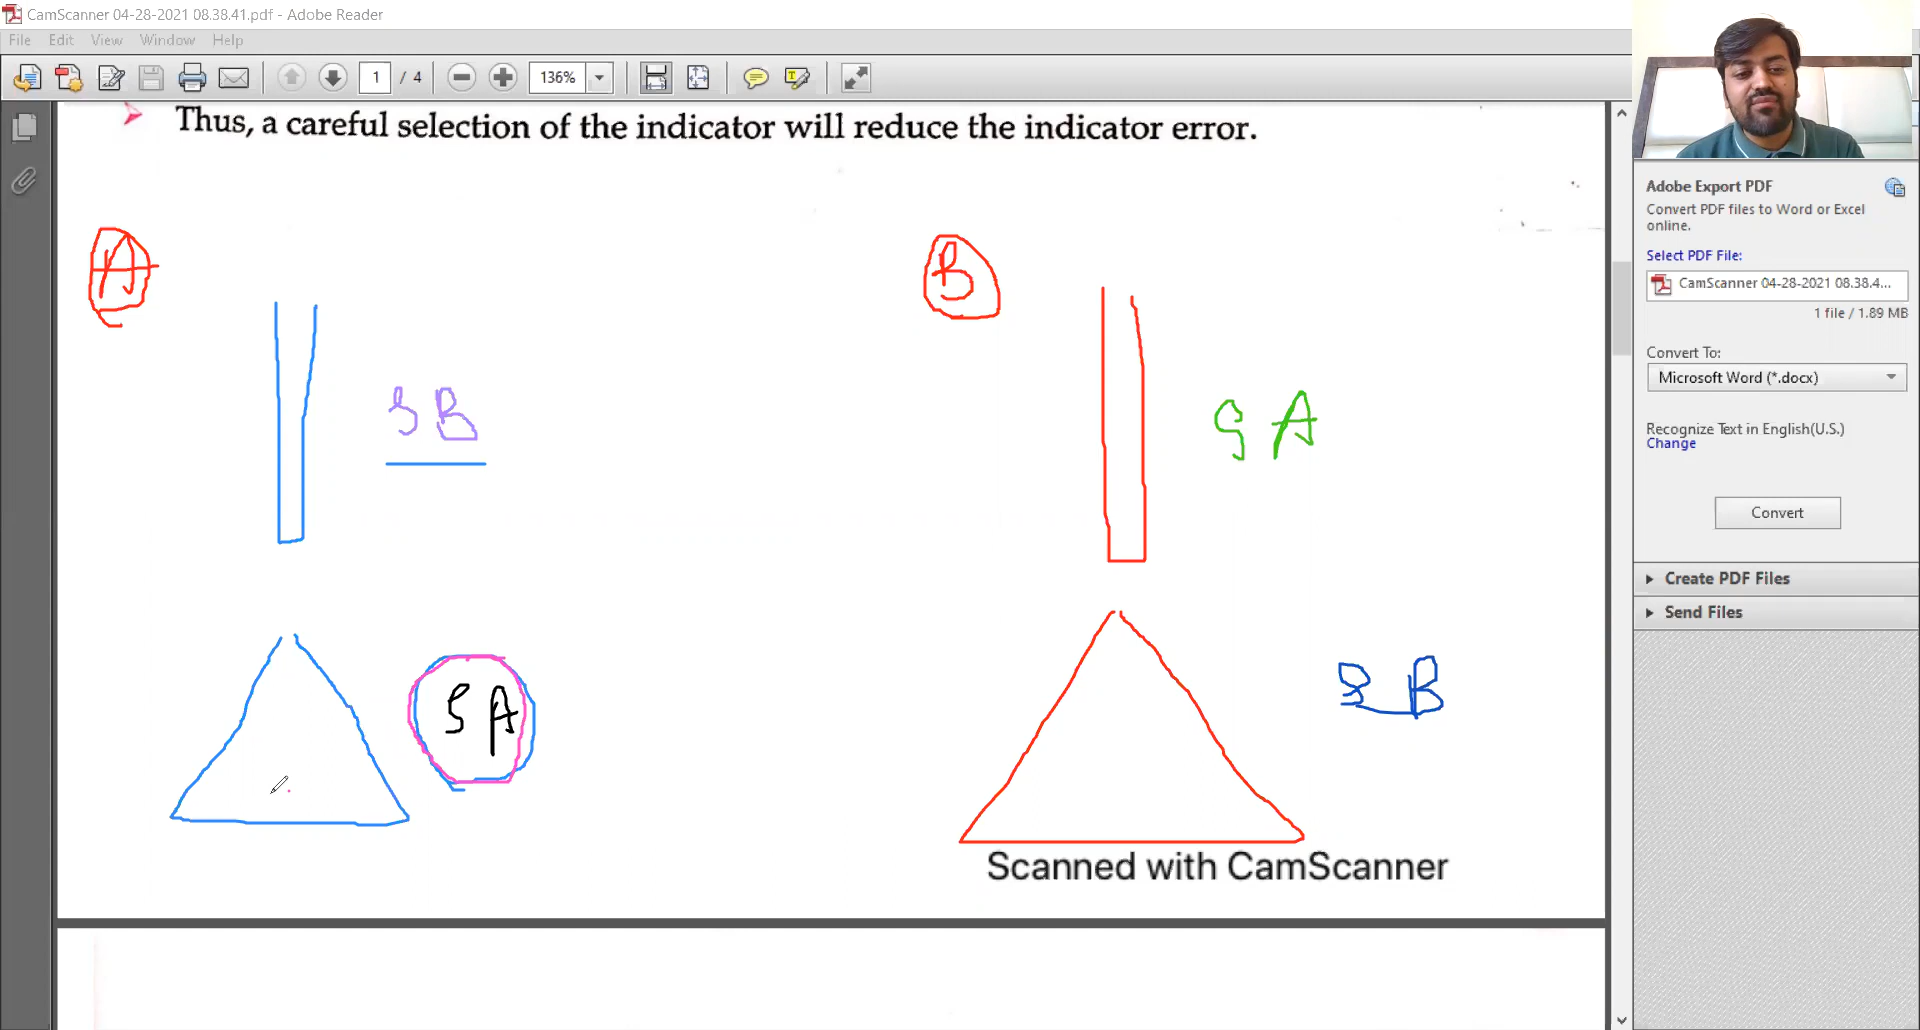 CamScanner 04-28-2021 08.38.41.pdf - Adobe Reader
File Edit View Window Help
1 / 4 136%
Thus, a careful selection of the indicator will reduce the indicator error.
A
B
SB
SA
SA
SB
Scanned with CamScanner
Adobe Export PDF
Convert PDF files to Word or Excel
online.
Select PDF File:
CamScanner 04-28-2021 08.38.4...
1 file / 1.89 MB
Convert To:
Microsoft Word (*.docx)
Recognize Text in English(U.S.)
Change
Convert
Create PDF Files
Send Files